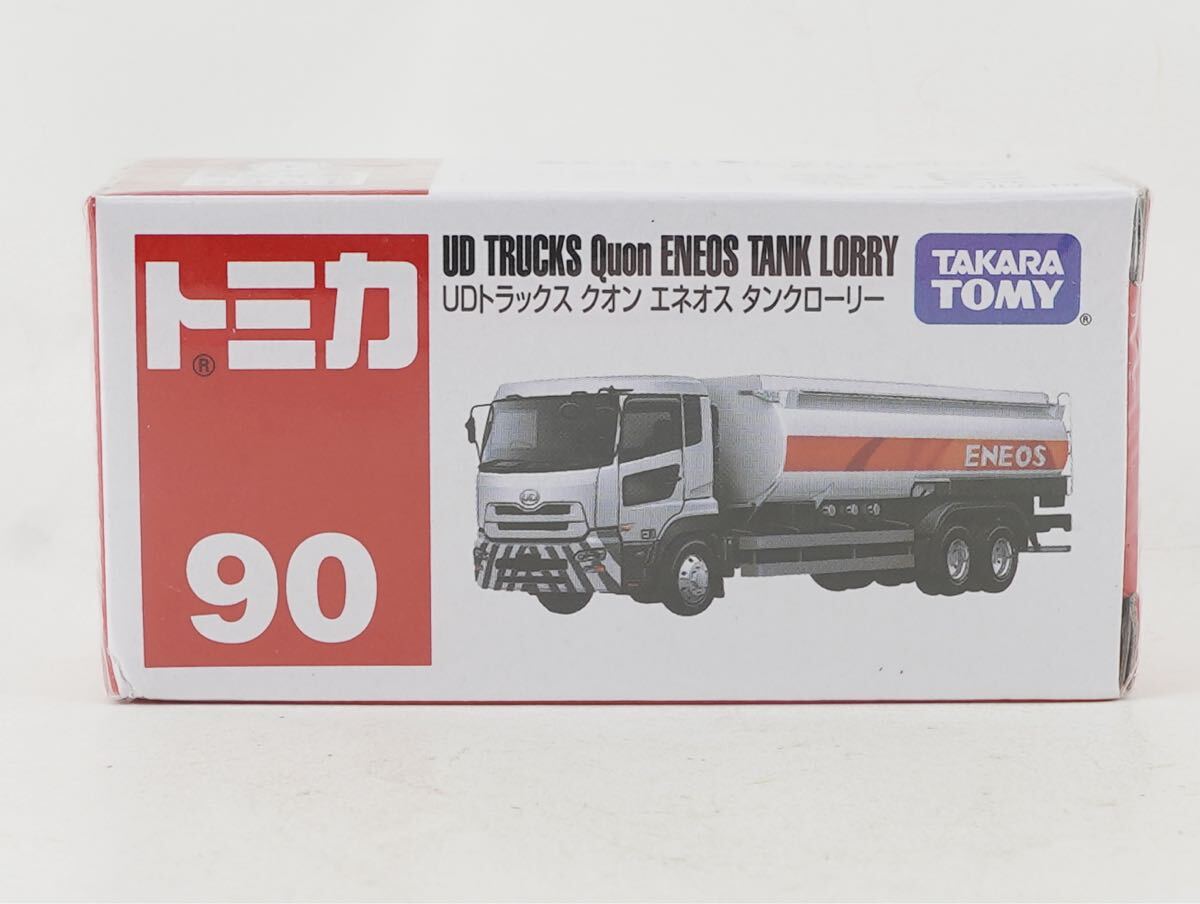 トミカ
®
90
UD TRUCKS Quon ENEOS TANK LORRY
UDトラックス クオン エネオス タンクローリー
TAKARA
TOMY
®
ENEOS
UD